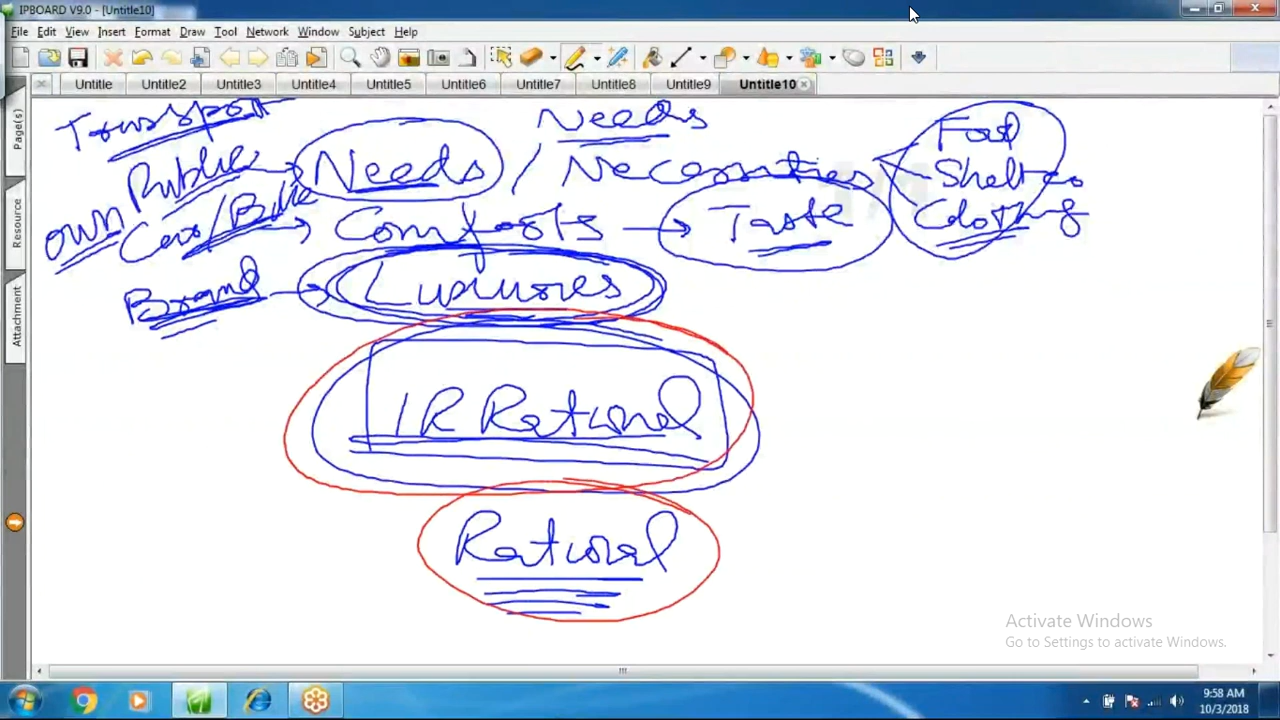 IPBOARD V9.0 - [Untitle10]
File Edit View Insert Format Draw Tool Network Window Subject Help
Untitle Untitle2 Untitle3 Untitle4 Untitle5 Untitle6 Untitle7 Untitle8 Untitle9 Untitle10
Page(s)
Resource
Attachment
Transport Needs
Public Needs / Necessities Food
Shelter
Clothing
own Car/Bike Comforts Taste
Brand Luxuries
IR Rational
Rational
Activate Windows
Go to Settings to activate Windows.
9:58 AM
10/3/2018